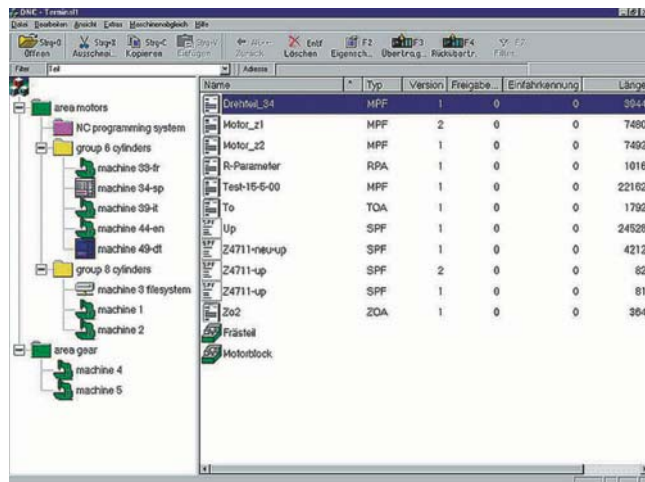 DNC - Terminal1
Datei Bearbeiten Ansicht Extras Maschinenabgleich Hilfe
Strg+O Strg+X Strg+C Strg+V Entf F2 F3 F4 F7
Öffnen Ausschnei... Kopieren Einfügen Zurück Löschen Eigensch... Übertrag... Rückübertr. Filter..
Filter Teil Adresse
Name * Typ Version Freigabe... Einfahrkennung Länge
area motors
NC programming system
group 6 cylinders
machine 33-fr
machine 34-sp
machine 39-it
machine 44-en
machine 49-dt
group 8 cylinders
machine 3 filesystem
machine 1
machine 2
area gear
machine 4
machine 5
Drehteil_34 MPF 1 0 0 3944
Motor_z1 MPF 2 0 0 7480
Motor_z2 MPF 1 0 0 7492
R-Parameter RPA 1 0 0 1016
Test-15-5-00 MPF 1 0 0 22162
To TOA 1 0 0 1792
Up SPF 1 0 0 24528
Z4711-neu-up SPF 1 0 0 4212
Z4711-up SPF 2 0 0 82
Z4711-up SPF 1 0 0 81
Zo2 ZOA 1 0 0 364
Frästeil
Motorblock